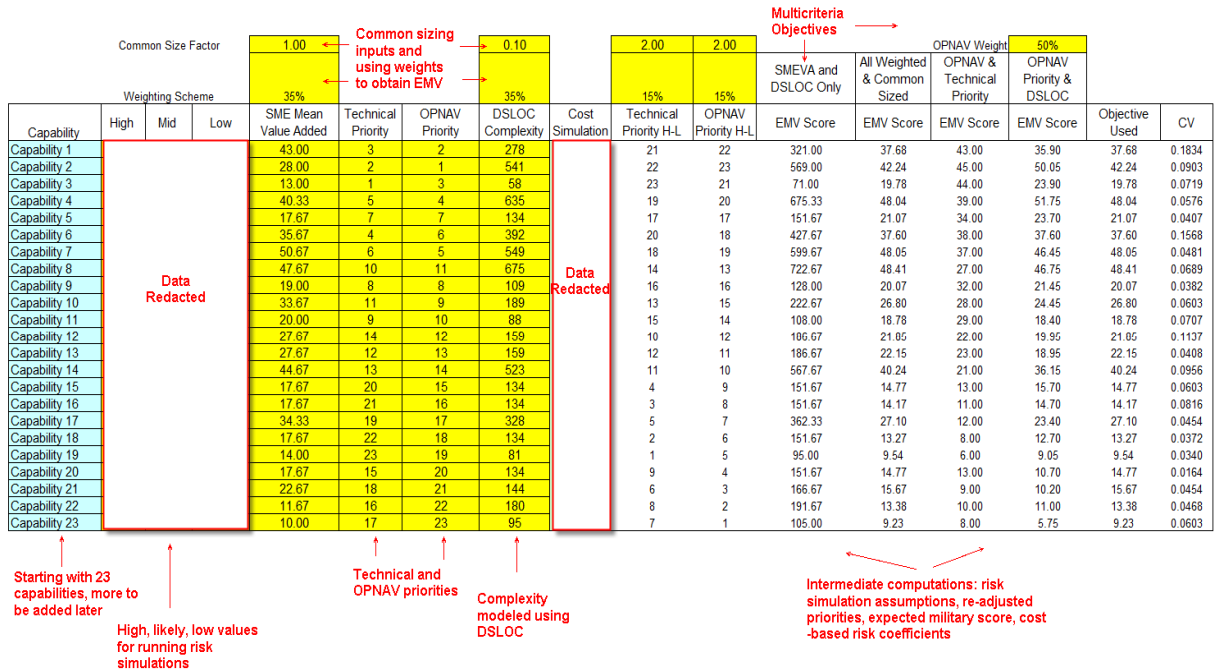 Multicriteria
Objectives
Common Size Factor 1.00 Common sizing inputs and using weights to obtain EMV 0.10 2.00 2.00 OPNAV Weight 50%
SMEVA and DSLOC Only All Weighted & Common Sized OPNAV & Technical Priority OPNAV Priority & DSLOC
Weighting Scheme 35% 35% 15% 15%
Capability High Mid Low SME Mean Value Added Technical Priority OPNAV Priority DSLOC Complexity Cost Simulation Technical Priority H-L OPNAV Priority H-L EMV Score EMV Score EMV Score EMV Score Objective Used CV
Capability 1 43.00 3 2 278 21 22 321.00 37.68 43.00 35.90 37.68 0.1834
Capability 2 28.00 2 1 541 22 23 569.00 42.24 45.00 50.05 42.24 0.0903
Capability 3 13.00 1 3 58 23 21 71.00 19.78 44.00 23.90 19.78 0.0719
Capability 4 40.33 5 4 635 19 20 675.33 48.04 39.00 51.75 48.04 0.0576
Capability 5 17.67 7 7 134 17 17 151.67 21.07 34.00 23.70 21.07 0.0407
Capability 6 35.67 4 6 392 20 18 427.67 37.60 38.00 37.60 37.60 0.1568
Capability 7 50.67 6 5 549 18 19 599.67 48.05 37.00 46.45 48.05 0.0481
Capability 8 47.67 10 11 675 14 13 722.67 48.41 27.00 46.75 48.41 0.0689
Capability 9 19.00 8 8 109 16 16 128.00 20.07 32.00 21.45 20.07 0.0382
Capability 10 33.67 11 9 189 13 15 222.67 26.80 28.00 24.45 26.80 0.0603
Capability 11 20.00 9 10 88 15 14 108.00 18.78 29.00 18.40 18.78 0.0707
Capability 12 27.67 14 12 159 10 12 186.67 21.85 22.00 19.95 21.85 0.1137
Capability 13 27.67 12 13 159 12 11 186.67 22.15 23.00 18.95 22.15 0.0408
Capability 14 44.67 13 14 523 11 10 567.67 40.24 21.00 36.15 40.24 0.0956
Capability 15 17.67 20 15 134 4 9 151.67 14.77 13.00 15.70 14.77 0.0603
Capability 16 17.67 21 16 134 3 8 151.67 14.17 11.00 14.70 14.17 0.0816
Capability 17 34.33 19 17 328 5 7 362.33 27.10 12.00 23.40 27.10 0.0454
Capability 18 17.67 22 18 134 2 6 151.67 13.27 8.00 12.70 13.27 0.0372
Capability 19 14.00 23 19 81 1 5 95.00 9.54 6.00 9.05 9.54 0.0340
Capability 20 17.67 15 20 134 9 4 151.67 14.77 13.00 10.70 14.77 0.0164
Capability 21 22.67 18 21 144 6 3 166.67 15.67 9.00 10.20 15.67 0.0454
Capability 22 11.67 16 22 180 8 2 191.67 13.38 10.00 11.00 13.38 0.0468
Capability 23 10.00 17 23 95 7 1 105.00 9.23 8.00 5.75 9.23 0.0603
Data
Redacted
Data
Redacted
Starting with 23
capabilities, more to
be added later
High, likely, low values
for running risk
simulations
Technical and
OPNAV priorities
Complexity
modeled using
DSLOC
Intermediate computations: risk
simulation assumptions, re-adjusted
priorities, expected military score, cost
-based risk coefficients